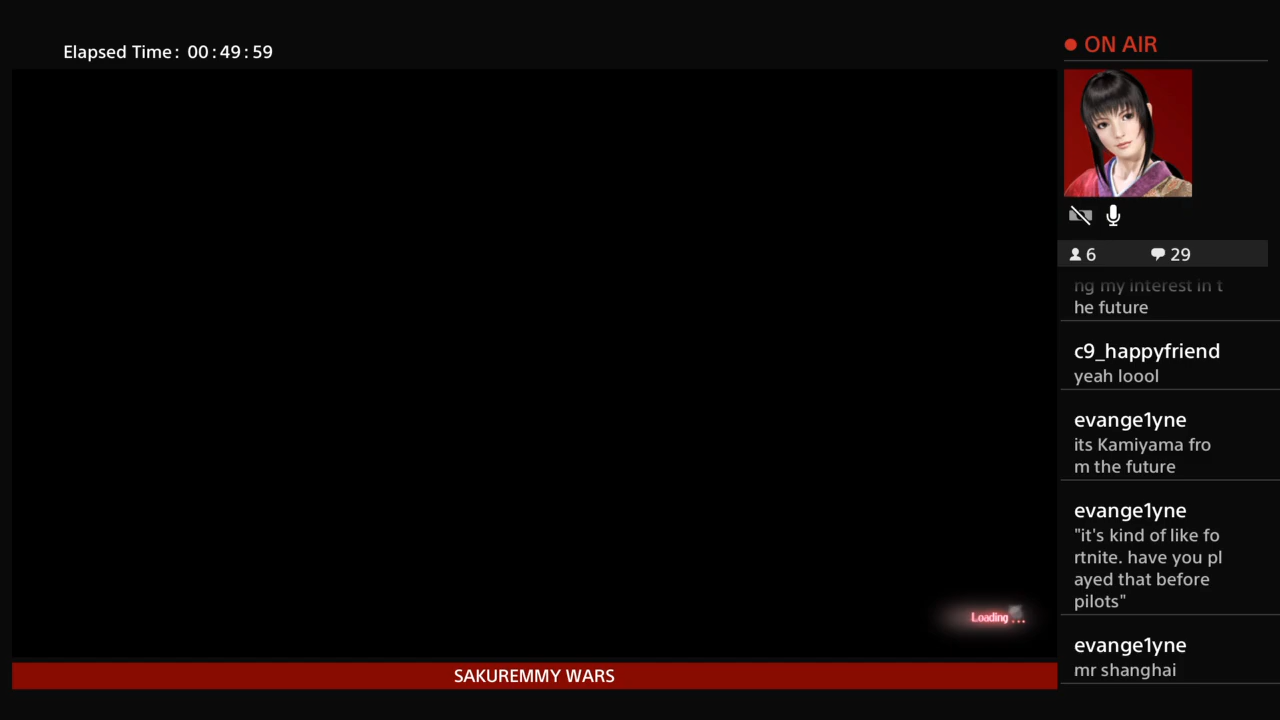 Elapsed Time: 00:49:59
ON AIR
6 29
ng my interest in t
he future
c9_happyfriend
yeah loool
evange1yne
its Kamiyama fro
m the future
evange1yne
"it's kind of like fo
rtnite. have you pl
ayed that before
pilots"
evange1yne
mr shanghai
Loading...
SAKUREMMY WARS